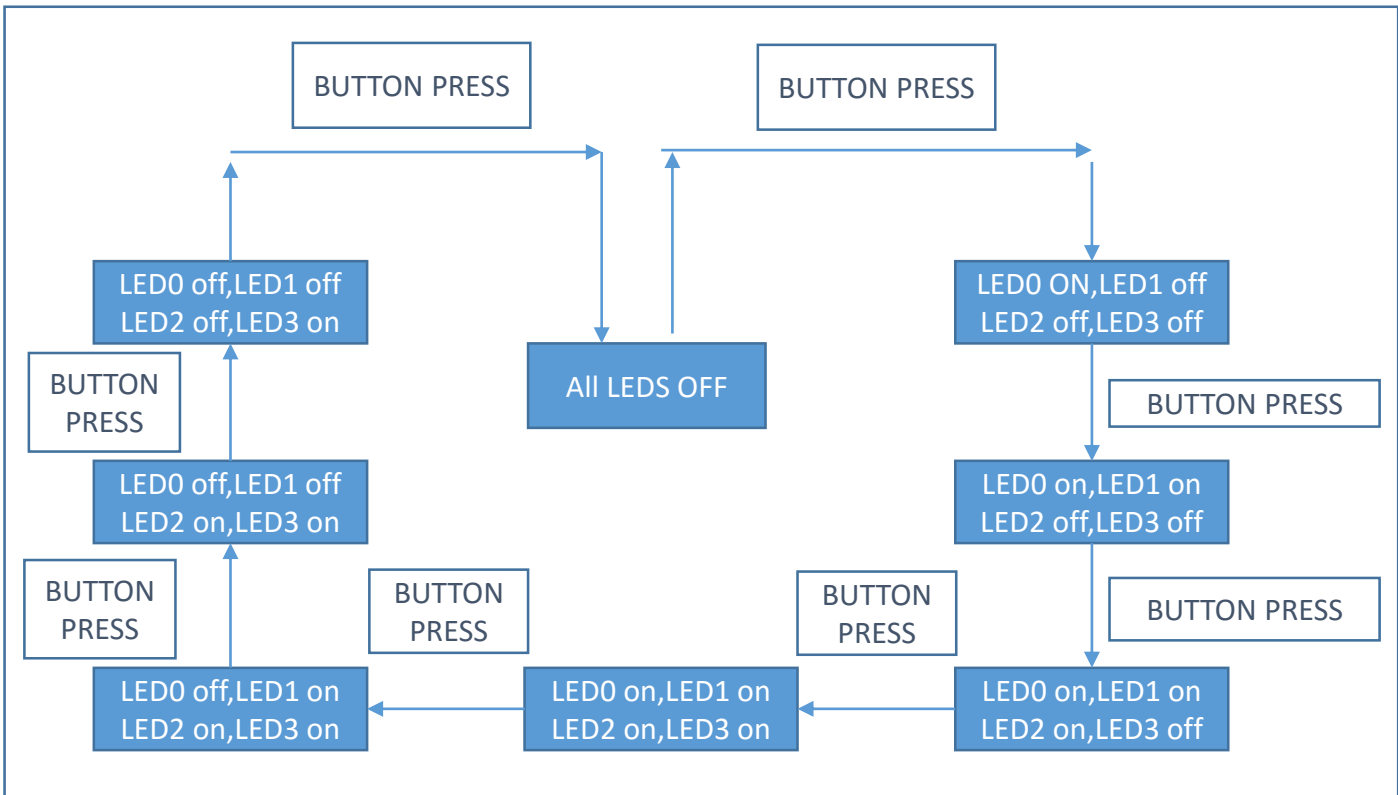 BUTTON PRESS
BUTTON PRESS
LED0 off,LED1 off
LED2 off,LED3 on
LED0 ON,LED1 off
LED2 off,LED3 off
All LEDS OFF
BUTTON
PRESS
BUTTON PRESS
LED0 off,LED1 off
LED2 on,LED3 on
LED0 on,LED1 on
LED2 off,LED3 off
BUTTON
PRESS
BUTTON
PRESS
BUTTON
PRESS
BUTTON PRESS
LED0 off,LED1 on
LED2 on,LED3 on
LED0 on,LED1 on
LED2 on,LED3 on
LED0 on,LED1 on
LED2 on,LED3 off